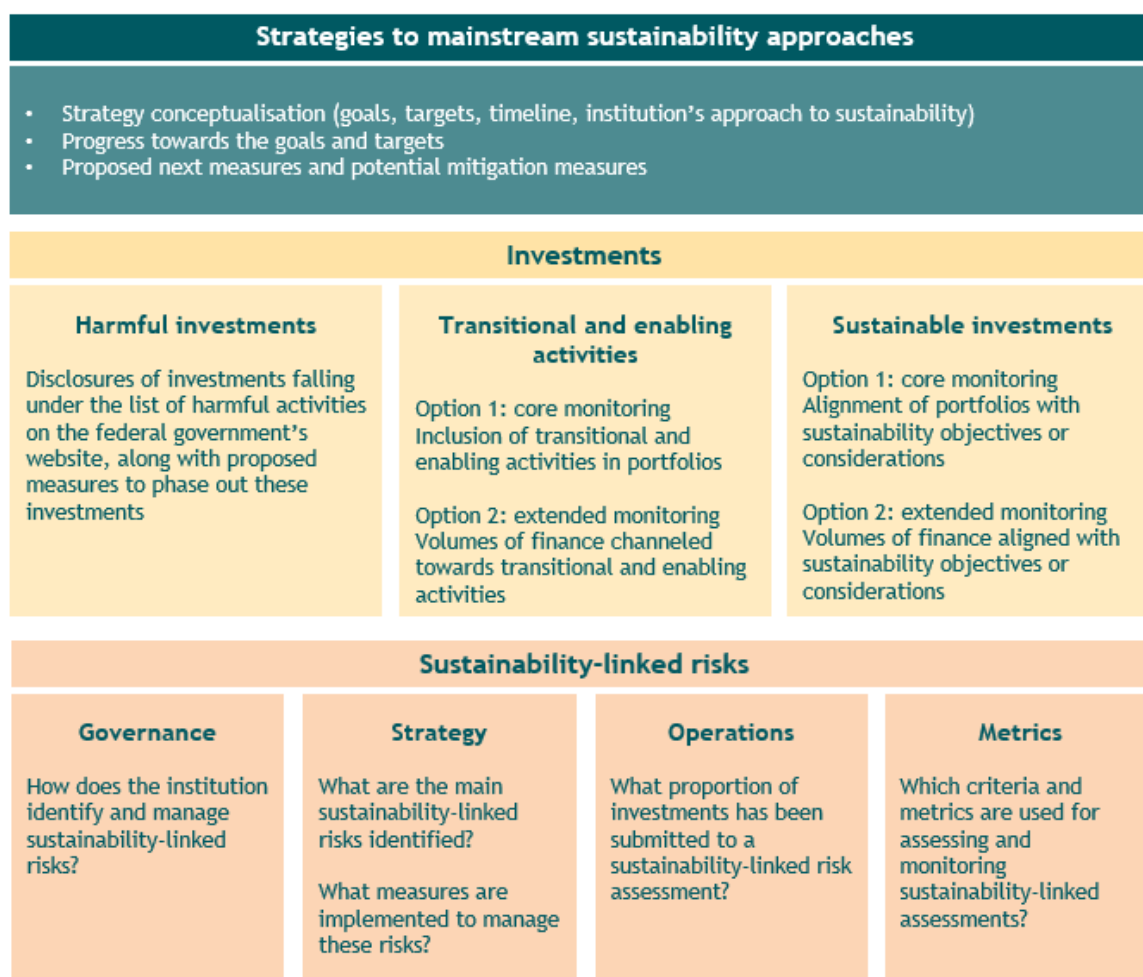 Strategies to mainstream sustainability approaches
• Strategy conceptualisation (goals, targets, timeline, institution's approach to sustainability)
• Progress towards the goals and targets
• Proposed next measures and potential mitigation measures
Investments
Harmful investments
Disclosures of investments falling
under the list of harmful activities
on the federal government's
website, along with proposed
measures to phase out these
investments
Transitional and enabling
activities
Option 1: core monitoring
Inclusion of transitional and
enabling activities in portfolios
Option 2: extended monitoring
Volumes of finance channeled
towards transitional and enabling
activities
Sustainable investments
Option 1: core monitoring
Alignment of portfolios with
sustainability objectives or
considerations
Option 2: extended monitoring
Volumes of finance aligned with
sustainability objectives or
considerations
Sustainability-linked risks
Governance
How does the institution
identify and manage
sustainability-linked
risks?
Strategy
What are the main
sustainability-linked
risks identified?
What measures are
implemented to manage
these risks?
Operations
What proportion of
investments has been
submitted to a
sustainability-linked risk
assessment?
Metrics
Which criteria and
metrics are used for
assessing and
monitoring
sustainability-linked
assessments?